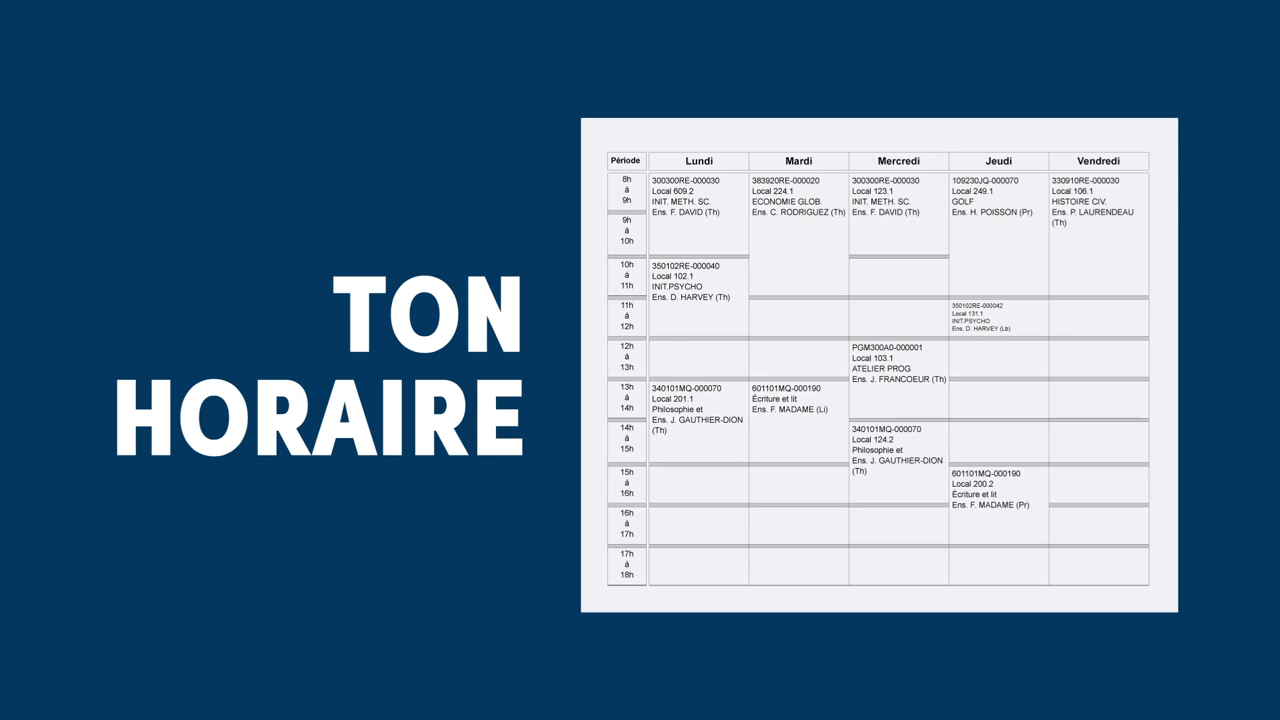 TON
HORAIRE
Période
Lundi
Mardi
Mercredi
Jeudi
Vendredi
8h
à
9h
300300RE-000030
Local 609.2
INIT. METH. SC.
Ens. F. DAVID (Th)
383920RE-000020
Local 224.1
ECONOMIE GLOB.
Ens. C. RODRIGUEZ (Th)
300300RE-000030
Local 123.1
INIT. METH. SC.
Ens. F. DAVID (Th)
109230JQ-000070
Local 249.1
GOLF
Ens. H. POISSON (Pr)
330910RE-000030
Local 106.1
HISTOIRE CIV.
Ens. P. LAURENDEAU
(Th)
9h
à
10h
10h
à
11h
350102RE-000040
Local 102.1
INIT.PSYCHO
Ens. D. HARVEY (Th)
11h
à
12h
350102RE-000042
Local 131.1
INIT.PSYCHO
Ens. D. HARVEY (Lb)
12h
à
13h
PGM300A0-000001
Local 103.1
ATELIER PROG
Ens. J. FRANCOEUR (Th)
13h
à
14h
340101MQ-000070
Local 201.1
Philosophie et
Ens. J. GAUTHIER-DION
(Th)
601101MQ-000190
Écriture et lit
Ens. F. MADAME (Li)
14h
à
15h
340101MQ-000070
Local 124.2
Philosophie et
Ens. J. GAUTHIER-DION
(Th)
15h
à
16h
601101MQ-000190
Local 200.2
Écriture et lit
Ens. F. MADAME (Pr)
16h
à
17h
17h
à
18h